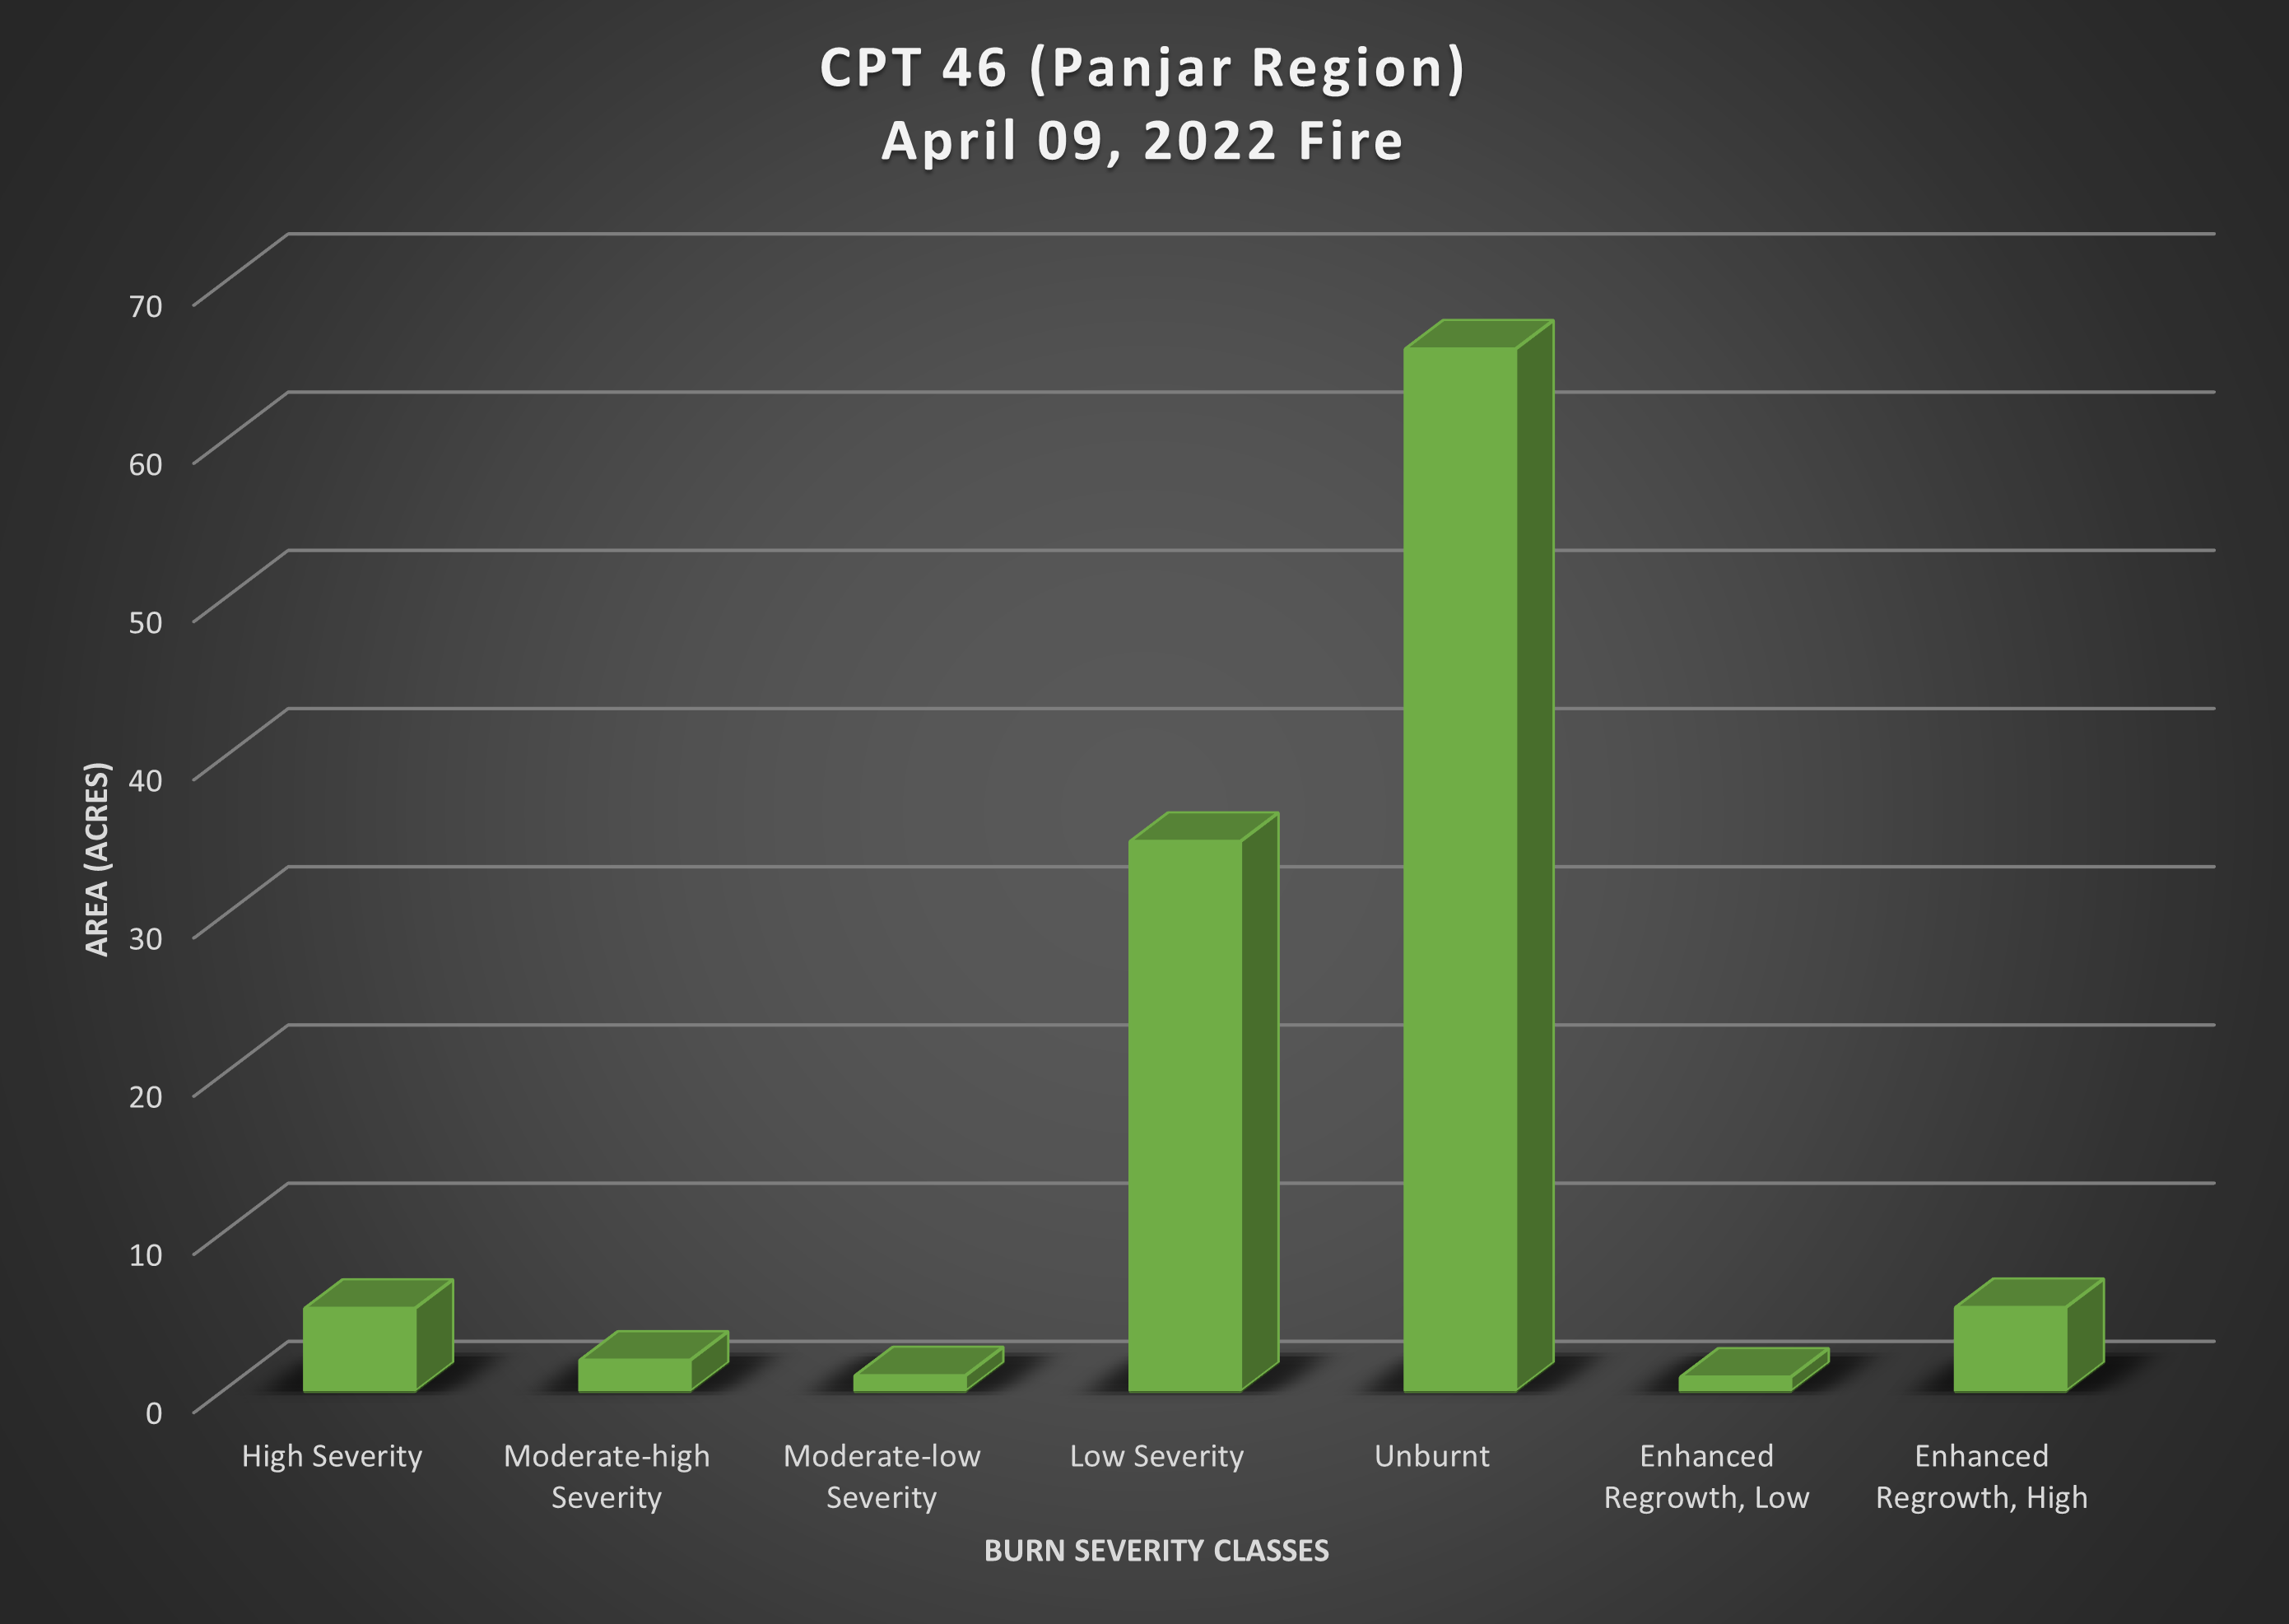 CPT 46 (Panjar Region)
April 09, 2022 Fire
70
60
50
40
30
20
10
0
AREA (ACRES)
High Severity
Moderate-high
Severity
Moderate-low
Severity
Low Severity
Unburnt
Enhanced
Regrowth, Low
Enhanced
Regrowth, High
BURN SEVERITY CLASSES